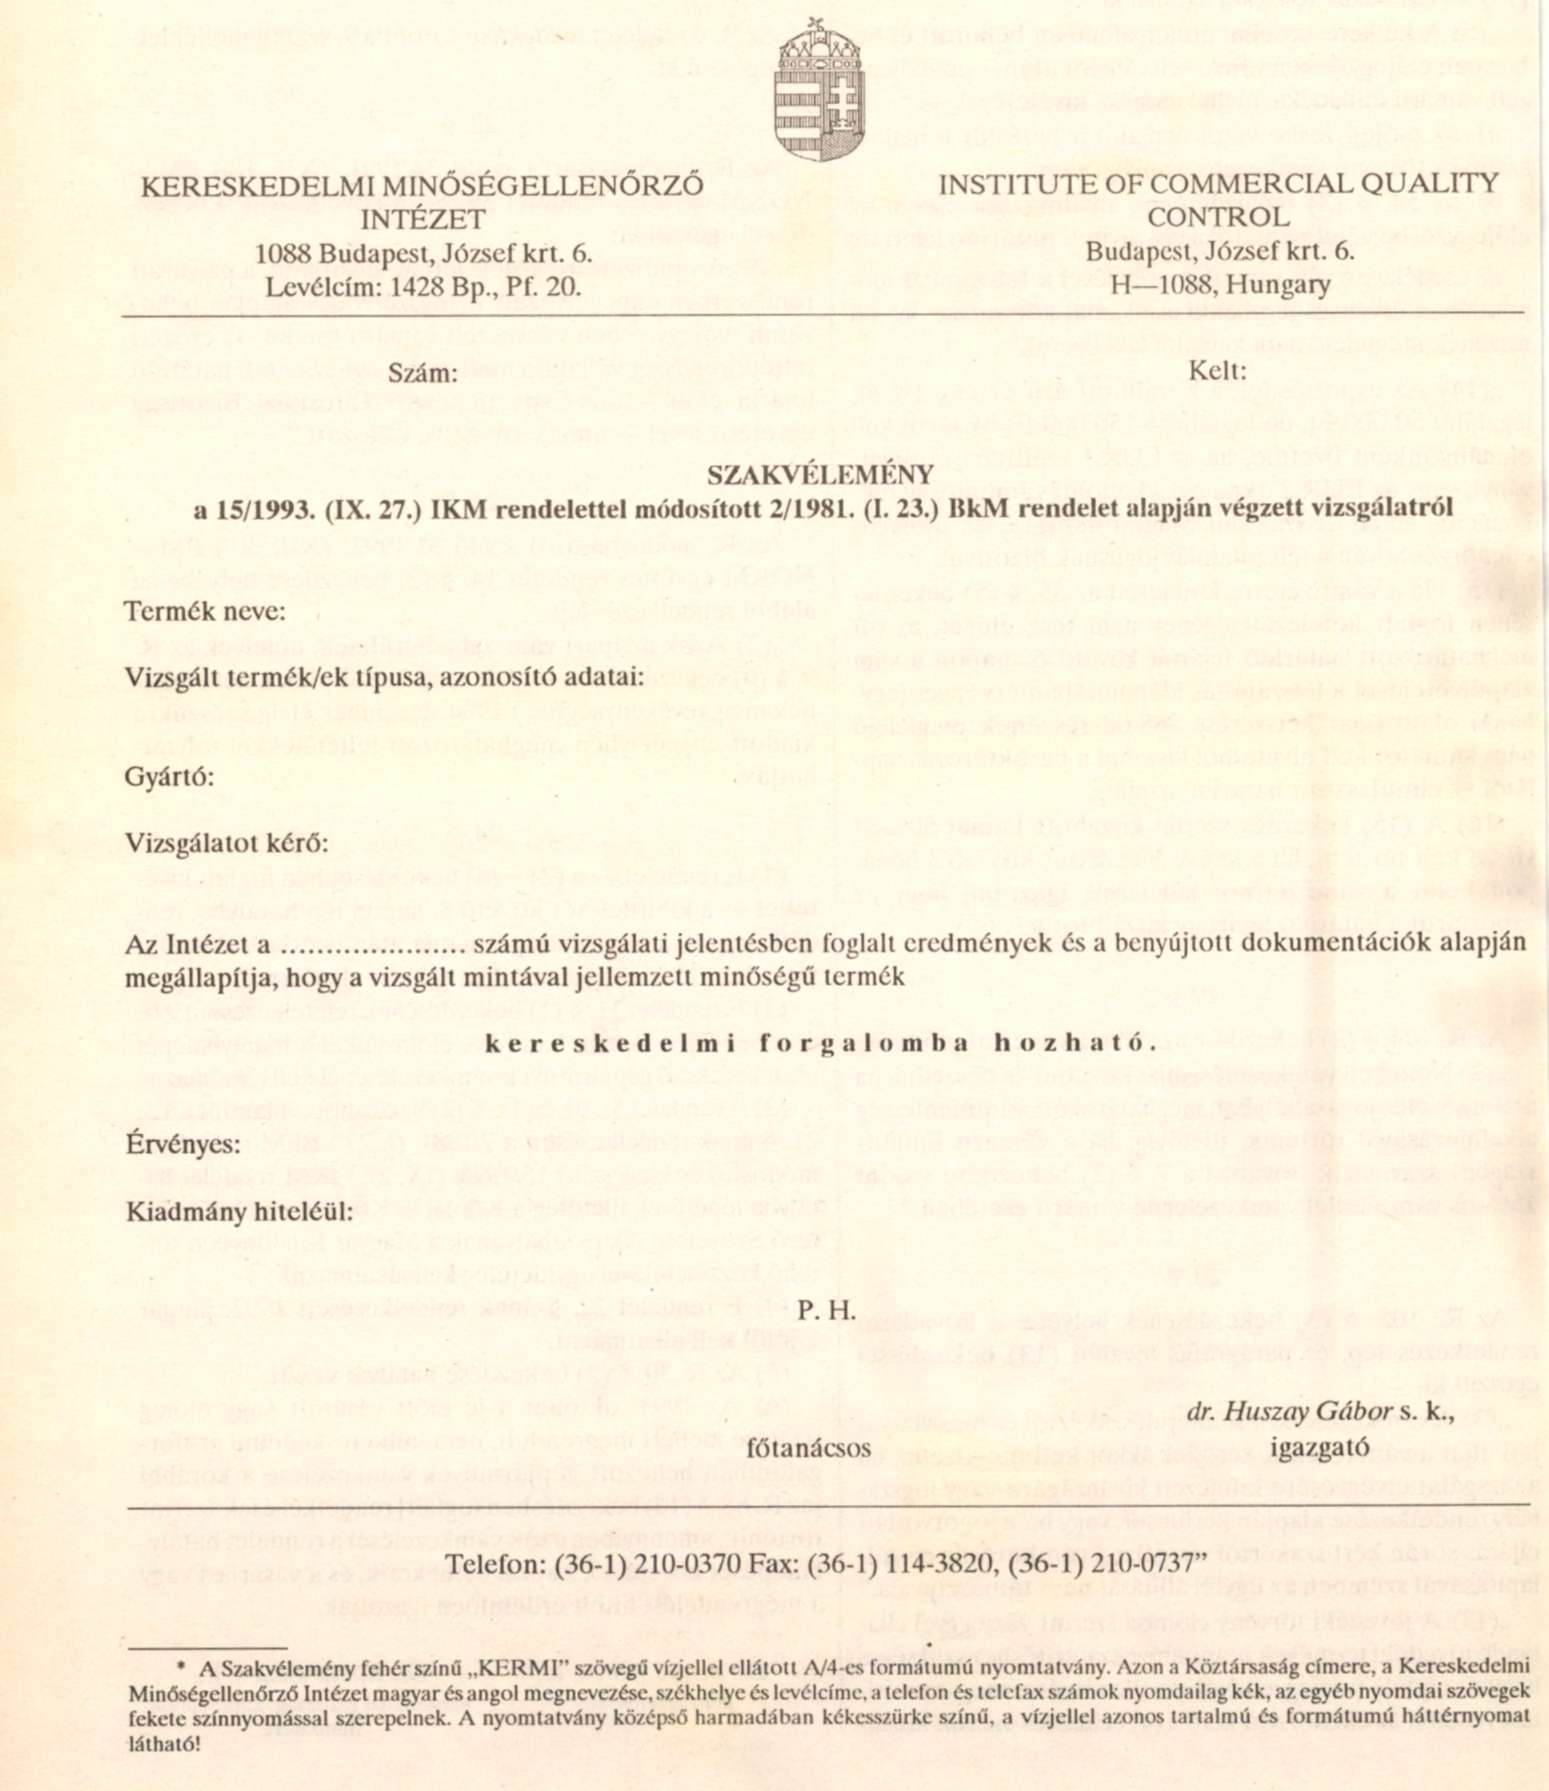 KERESKEDELMI MINŐSÉGELLENŐRZŐ
INTÉZET
1088 Budapest, József krt. 6.
Levélcím: 1428 Bp., Pf. 20.
INSTITUTE OF COMMERCIAL QUALITY
CONTROL
Budapest, József krt. 6.
H—1088, Hungary
Szám:
Kelt:
SZAKVÉLEMÉNY
a 15/1993. (IX. 27.) IKM rendelettel módosított 2/1981. (I. 23.) BkM rendelet alapján végzett vizsgálatról
Termék neve:
Vizsgált termék/ek típusa, azonosító adatai:
Gyártó:
Vizsgálatot kérő:
Az Intézet a ...................... számú vizsgálati jelentésben foglalt eredmények és a benyújtott dokumentációk alapján
megállapítja, hogy a vizsgált mintával jellemzett minőségű termék
kereskedelmi forgalomba hozható.
Érvényes:
Kiadmány hiteléül:
P. H.
dr. Huszay Gábor s. k.,
főtanácsos
igazgató
Telefon: (36-1) 210-0370 Fax: (36-1) 114-3820, (36-1) 210-0737”
* A Szakvélemény fehér színű „KERMI” szövegű vízjellel ellátott A/4-es formátumú nyomtatvány. Azon a Köztársaság címere, a Kereskedelmi
Minőségellenőrző Intézet magyar és angol megnevezése, székhelye és levélcíme, a telefon és telefax számok nyomdailag kék, az egyéb nyomdai szövegek
fekete színnyomással szerepelnek. A nyomtatvány középső harmadában kékesszürke színű, a vízjellel azonos tartalmú és formátumú háttérnyomat
látható!